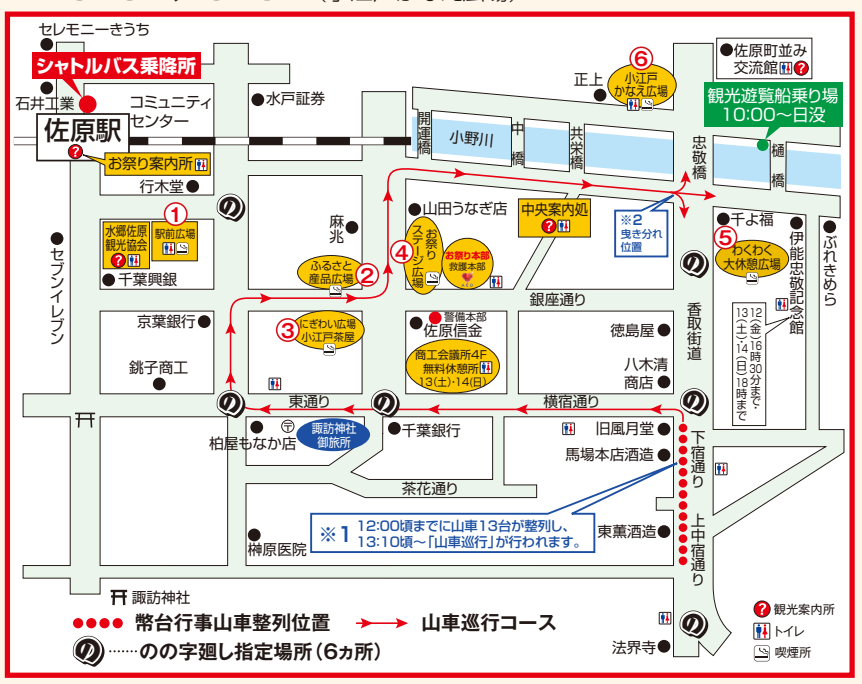 セレモニーきうち
シャトルバス乗降所
石井工業
コミュニティ
センター
水戸証券
佐原駅
お祭り案内所
行木堂
の
①
水郷佐原
観光協会
駅前広場
千葉興銀
セブンイレブン
京葉銀行
銚子商工
麻兆
ふるさと
産品広場
②
③
にぎわい広場
小江戸茶屋
開運橋
小野川
中橋
共栄橋
正上
⑥
小江戸
かなえ広場
佐原町並み
交流館
観光遊覧船乗り場
10:00〜日没
忠敬橋
樋橋
山田うなぎ店
④
お祭り
ステージ広場
お祭り本部
救護本部
中央案内処
※2
曳き分れ
位置
千よ福
⑤
わくわく
大休憩広場
伊能忠敬記念館
ぶれきめら
の
銀座通り
警備本部
佐原信金
商工会議所4F
無料休憩所
13(土)・14(日)
徳島屋
八木清
商店
香取街道
12(金)16時30分まで・
13(土)・14(日)18時まで
の
東通り
の
横宿通り
の
柏屋もなか店
〒
諏訪神社
御旅所
千葉銀行
旧風月堂
馬場本店酒造
下宿通り
茶花通り
榊原医院
※1 12:00頃までに山車13台が整列し、
13:10頃〜「山車巡行」が行われます。
東薫酒造
上中宿通り
諏訪神社
幣台行事山車整列位置
山車巡行コース
の……のの字廻し指定場所(6ヵ所)
の
法界寺
?観光案内所
トイレ
喫煙所